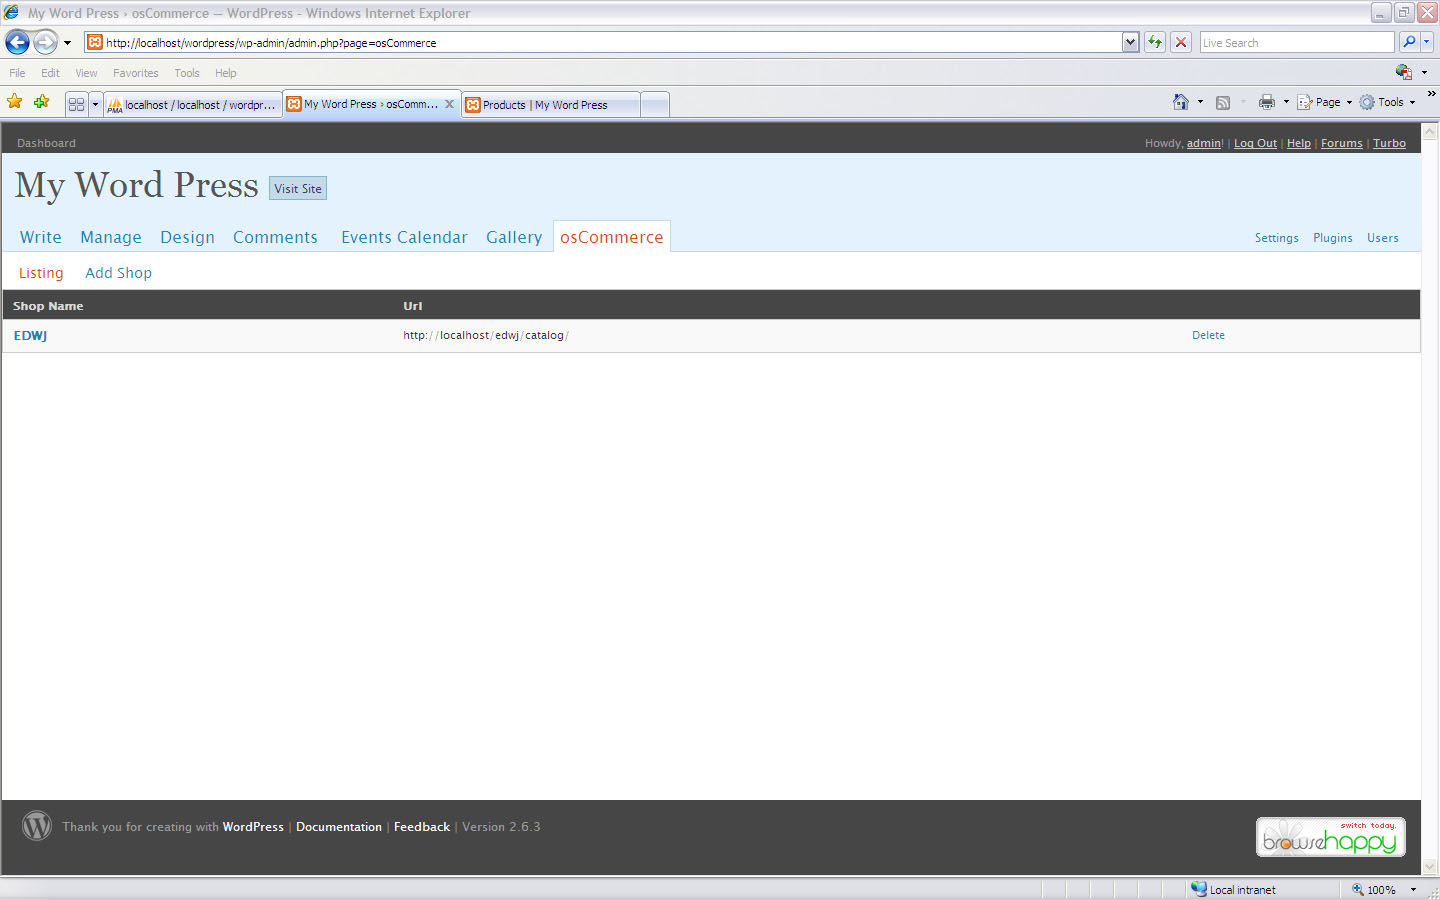 My Word Press › osCommerce — WordPress - Windows Internet Explorer
http://localhost/wordpress/wp-admin/admin.php?page=osCommerce
Live Search
File Edit View Favorites Tools Help
PMA localhost / localhost / wordpr... My Word Press › osComm... Products | My Word Press Page Tools »
Dashboard Howdy, admin! | Log Out | Help | Forums | Turbo
My Word Press Visit Site
Write Manage Design Comments Events Calendar Gallery osCommerce Settings Plugins Users
Listing Add Shop
Shop Name Url
EDWJ http://localhost/edwj/catalog/ Delete
Thank you for creating with WordPress | Documentation | Feedback | Version 2.6.3
switch today.
browsehappy
Local intranet 100%